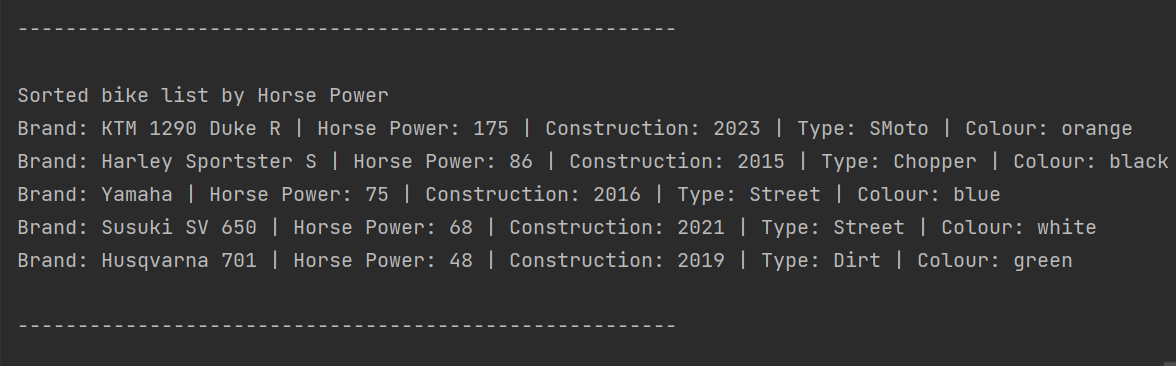 -------------------------------------------------------
Sorted bike list by Horse Power
Brand: KTM 1290 Duke R | Horse Power: 175 | Construction: 2023 | Type: SMoto | Colour: orange
Brand: Harley Sportster S | Horse Power: 86 | Construction: 2015 | Type: Chopper | Colour: black
Brand: Yamaha | Horse Power: 75 | Construction: 2016 | Type: Street | Colour: blue
Brand: Susuki SV 650 | Horse Power: 68 | Construction: 2021 | Type: Street | Colour: white
Brand: Husqvarna 701 | Horse Power: 48 | Construction: 2019 | Type: Dirt | Colour: green
-------------------------------------------------------